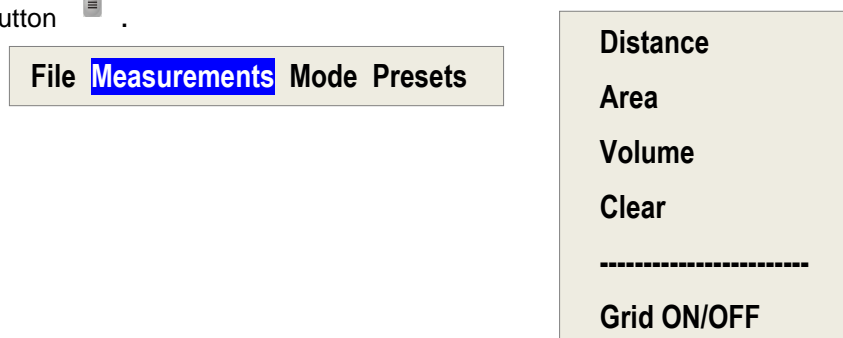 utton .
File Measurements Mode Presets
Distance
Area
Volume
Clear
------------------------
Grid ON/OFF